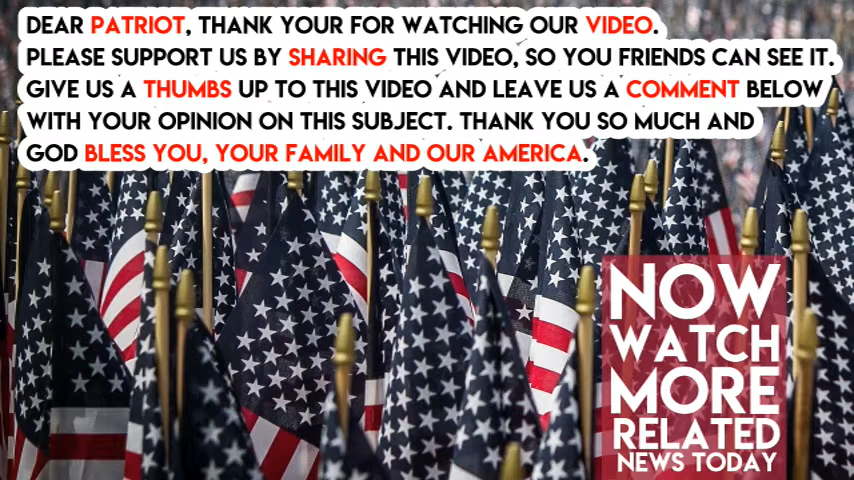 DEAR PATRIOT, THANK YOUR FOR WATCHING OUR VIDEO.
PLEASE SUPPORT US BY SHARING THIS VIDEO, SO YOU FRIENDS CAN SEE IT.
GIVE US A THUMBS UP TO THIS VIDEO AND LEAVE US A COMMENT BELOW
WITH YOUR OPINION ON THIS SUBJECT. THANK YOU SO MUCH AND
GOD BLESS YOU, YOUR FAMILY AND OUR AMERICA.
NOW
WATCH
MORE
RELATED
NEWS TODAY